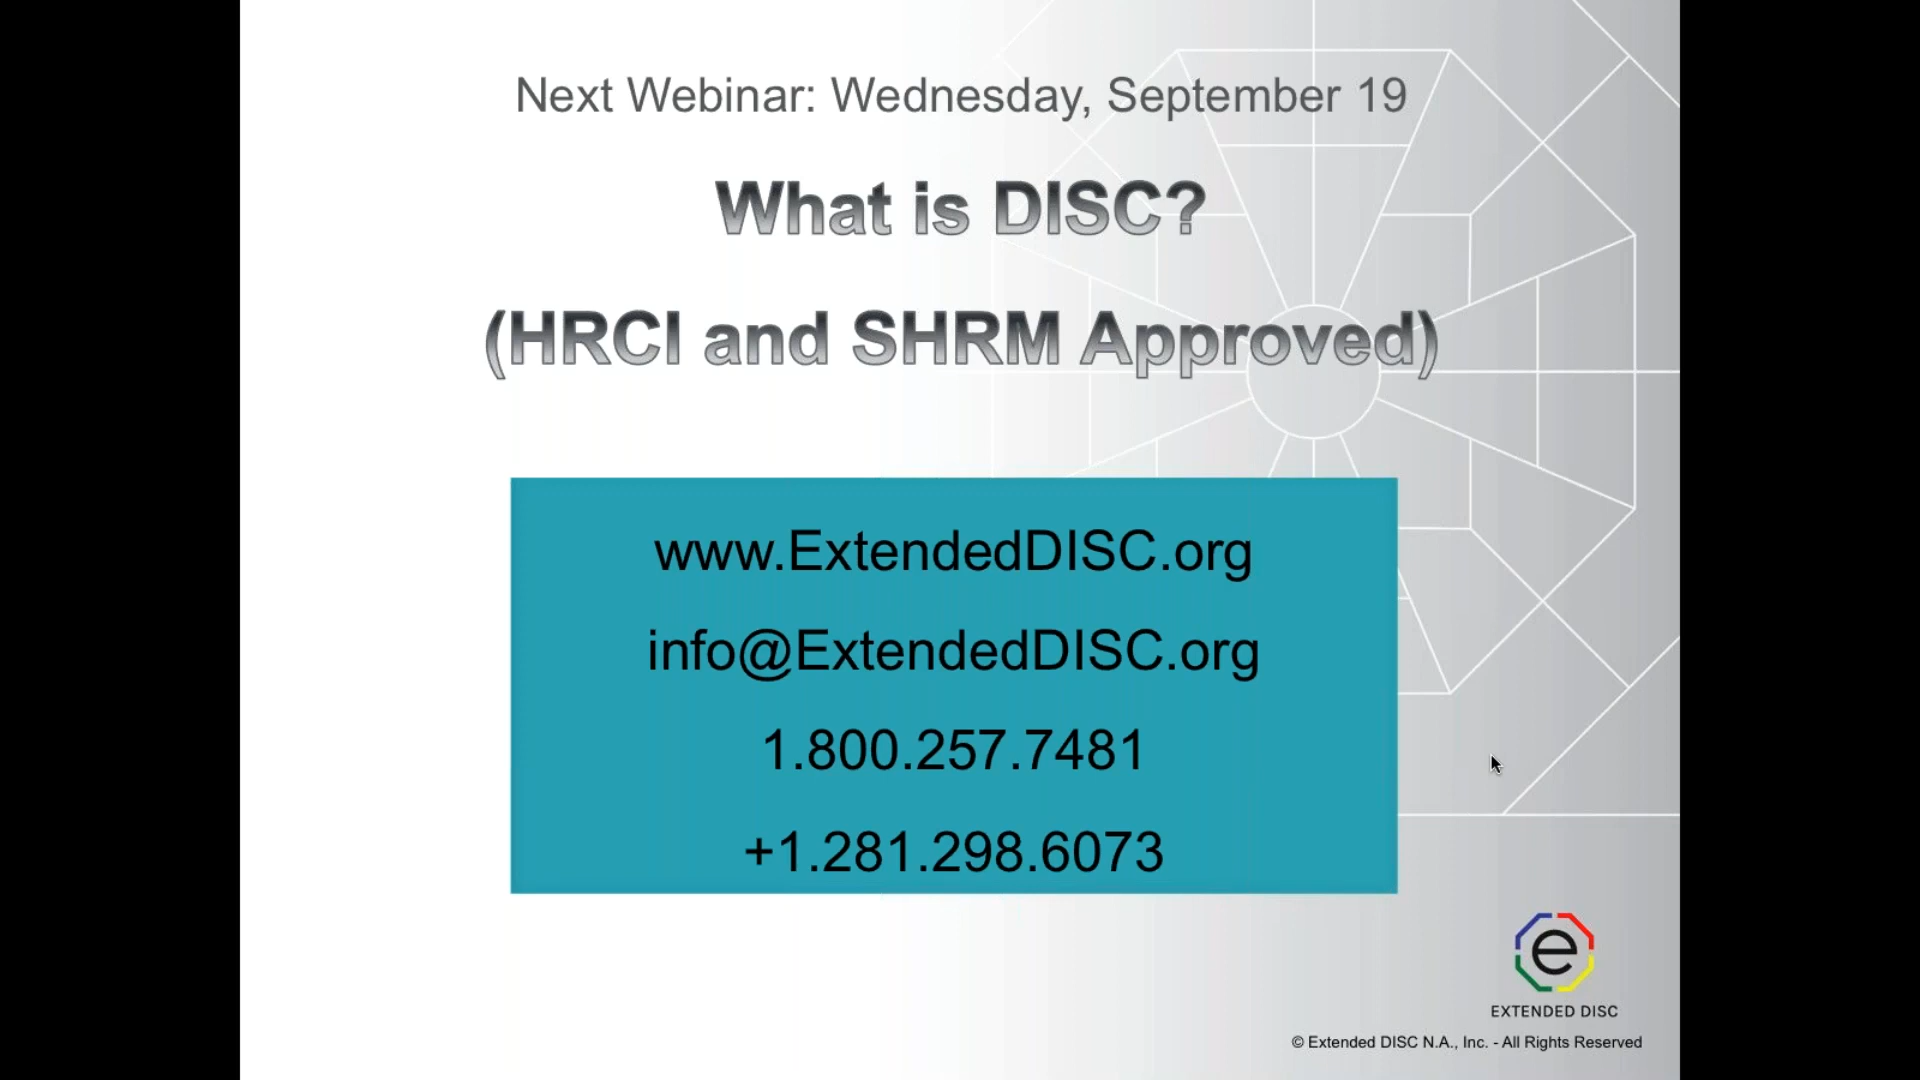 Next Webinar: Wednesday, September 19
What is DISC?
(HRCI and SHRM Approved)
www.ExtendedDISC.org
info@ExtendedDISC.org
1.800.257.7481
+1.281.298.6073
e
EXTENDED DISC
© Extended DISC N.A., Inc. - All Rights Reserved